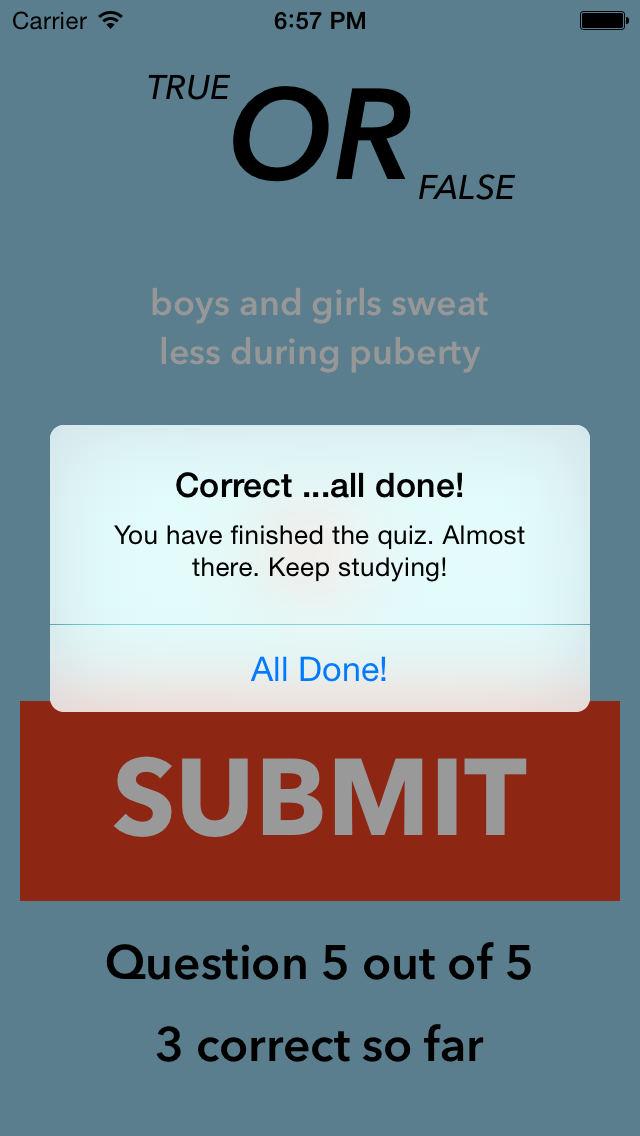 Carrier 6:57 PM
TRUE
OR
FALSE
boys and girls sweat
less during puberty
Correct ...all done!
You have finished the quiz. Almost
there. Keep studying!
All Done!
SUBMIT
Question 5 out of 5
3 correct so far